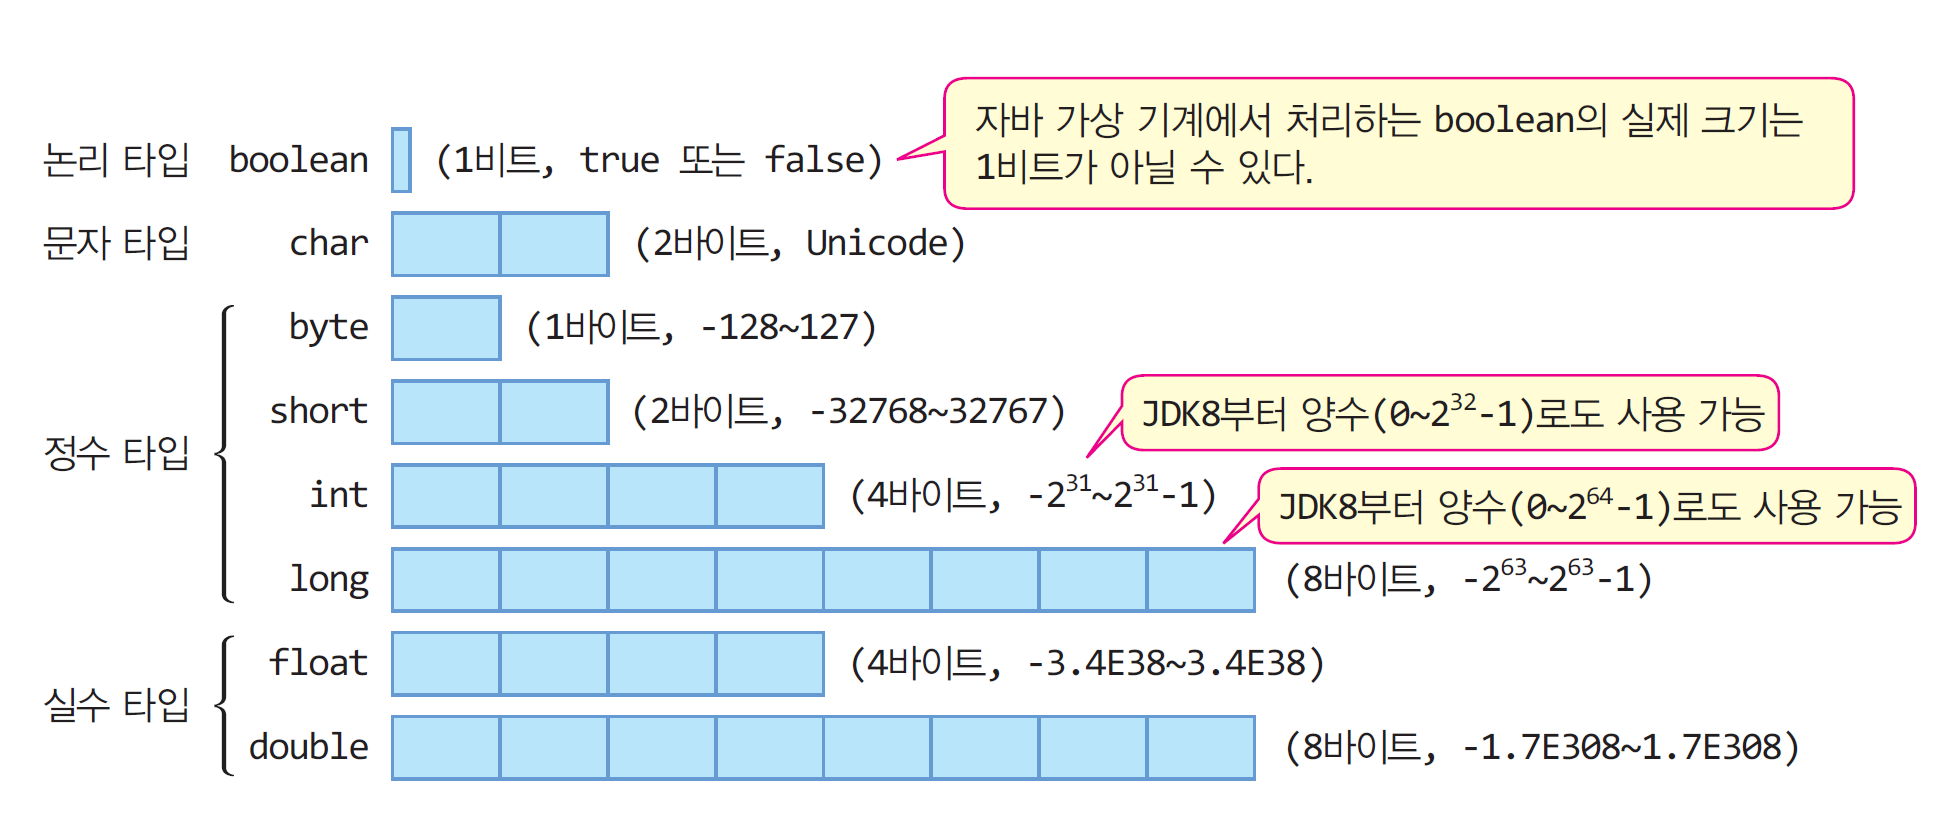 자바 가상 기계에서 처리하는 boolean의 실제 크기는
1비트가 아닐 수 있다.
논리 타입 boolean (1비트, true 또는 false)
문자 타입 char (2바이트, Unicode)
byte (1바이트, -128~127)
short (2바이트, -32768~32767)
JDK8부터 양수(0~2³²-1)로도 사용 가능
정수 타입
int (4바이트, -2³¹~2³¹-1)
JDK8부터 양수(0~2⁶⁴-1)로도 사용 가능
long (8바이트, -2⁶³~2⁶³-1)
float (4바이트, -3.4E38~3.4E38)
실수 타입
double (8바이트, -1.7E308~1.7E308)